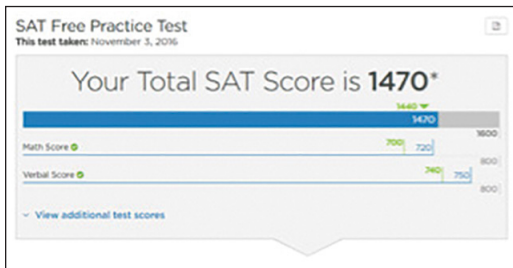 SAT Free Practice Test
This test taken: November 3, 2016
Your Total SAT Score is 1470*
1440
1470
1600
Math Score 700 720
800
Verbal Score 740 750
800
View additional test scores